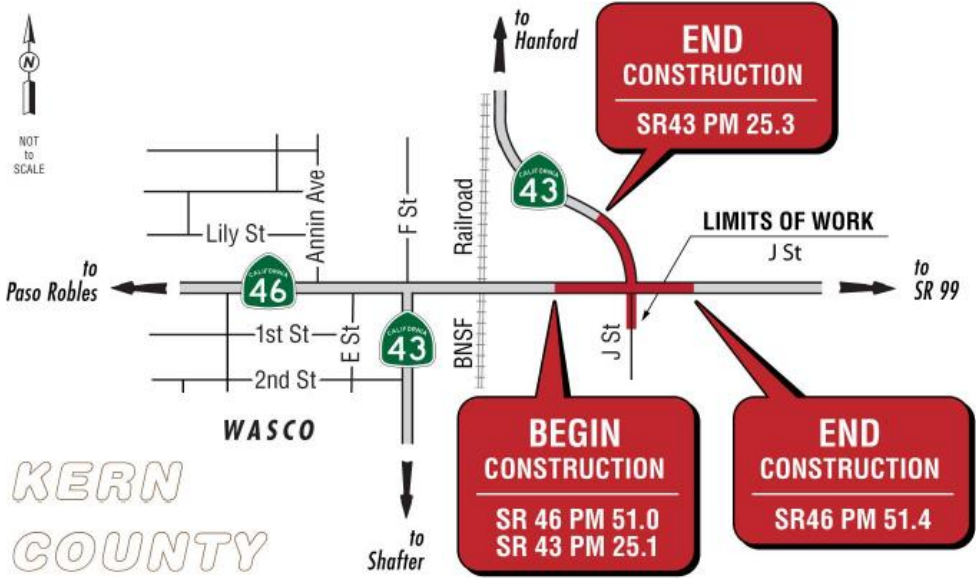 N
NOT
to
SCALE
to
Hanford
END
CONSTRUCTION
SR43 PM 25.3
CALIFORNIA
43
Railroad
Annin Ave
F St
Lily St
LIMITS OF WORK
J St
to
Paso Robles
CALIFORNIA
46
to
SR 99
1st St
E St
CALIFORNIA
43
BNSF
J St
2nd St
WASCO
BEGIN
CONSTRUCTION
SR 46 PM 51.0
SR 43 PM 25.1
END
CONSTRUCTION
SR46 PM 51.4
KERN
COUNTY
to
Shafter